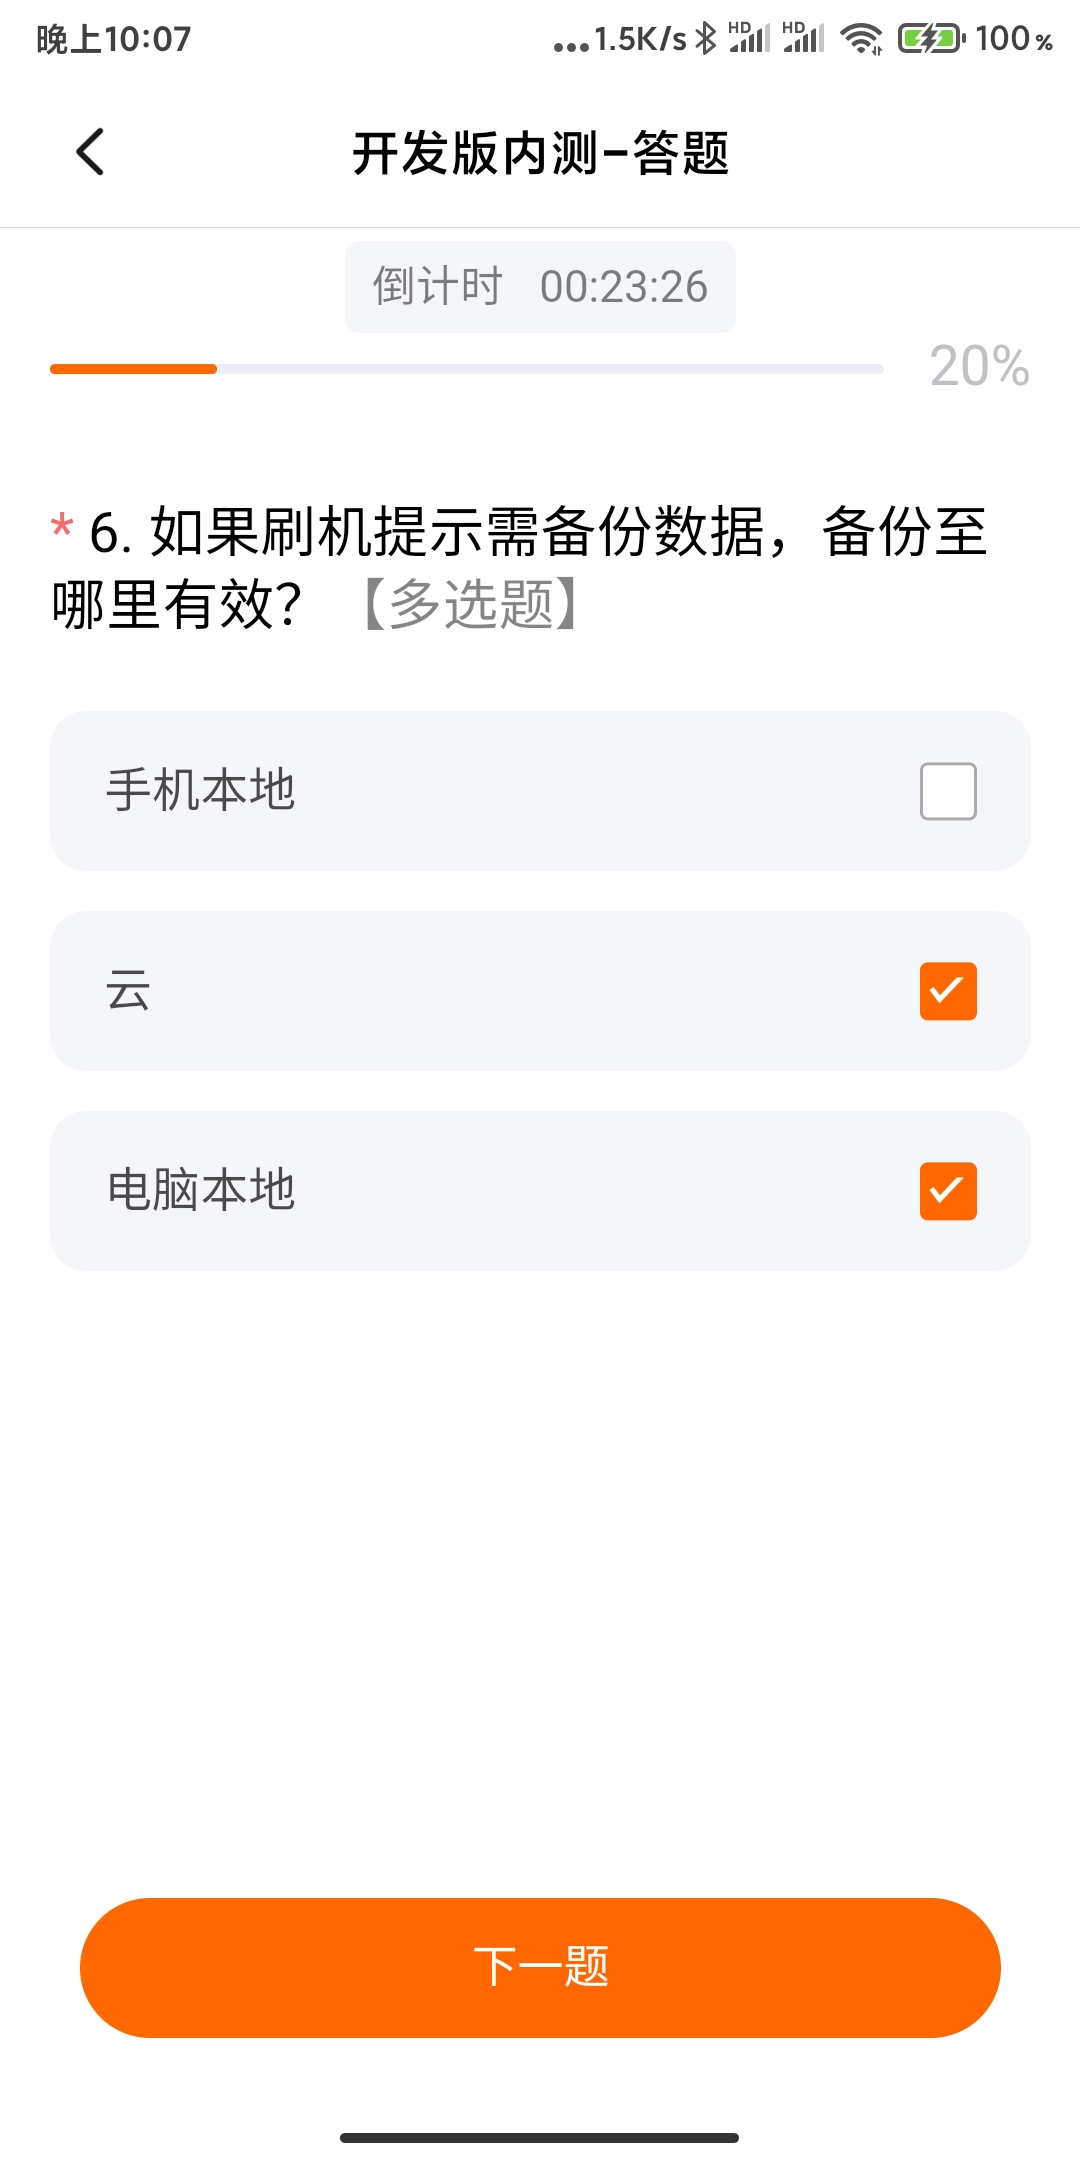 晚上10:07
...1.5K/s HD HD 100%
开发版内测-答题
倒计时 00:23:26
20%
* 6. 如果刷机提示需备份数据，备份至
哪里有效？【多选题】
手机本地
云
电脑本地
下一题